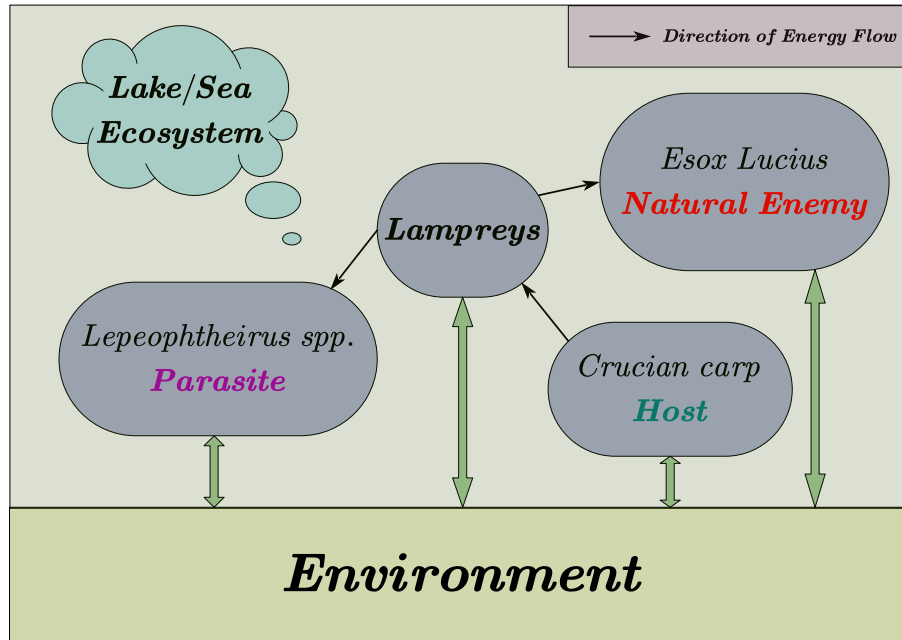 Direction of Energy Flow
Lake/Sea
Ecosystem
Esox Lucius
Natural Enemy
Lampreys
Lepeophtheirus spp.
Parasite
Crucian carp
Host
Environment